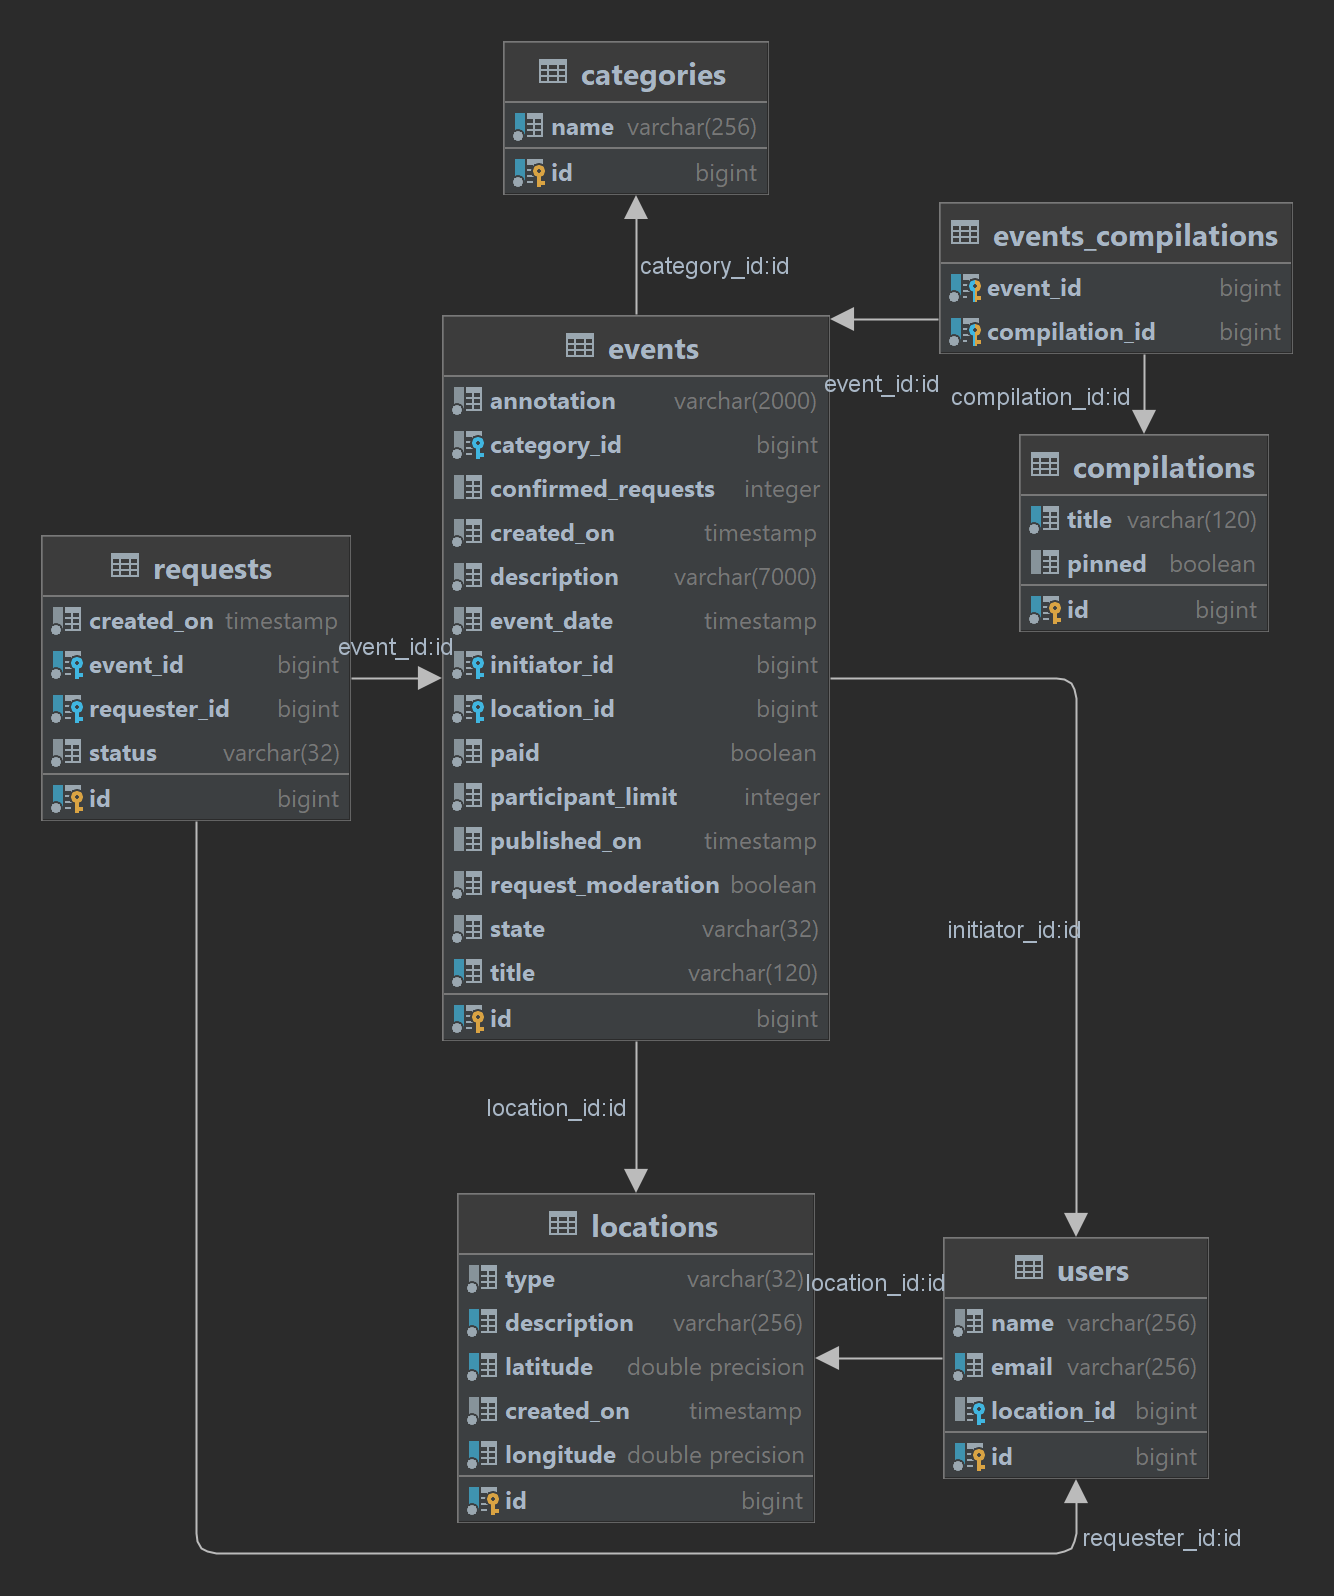 categories
name varchar(256)
id bigint
category_id:id
events_compilations
event_id bigint
compilation_id bigint
event_id:id
compilation_id:id
compilations
title varchar(120)
pinned boolean
id bigint
events
annotation varchar(2000)
category_id bigint
confirmed_requests integer
created_on timestamp
description varchar(7000)
event_date timestamp
initiator_id bigint
location_id bigint
paid boolean
participant_limit integer
published_on timestamp
request_moderation boolean
state varchar(32)
title varchar(120)
id bigint
requests
created_on timestamp
event_id bigint
requester_id bigint
status varchar(32)
id bigint
event_id:id
initiator_id:id
location_id:id
locations
type varchar(32)
description varchar(256)
latitude double precision
created_on timestamp
longitude double precision
id bigint
location_id:id
users
name varchar(256)
email varchar(256)
location_id bigint
id bigint
requester_id:id